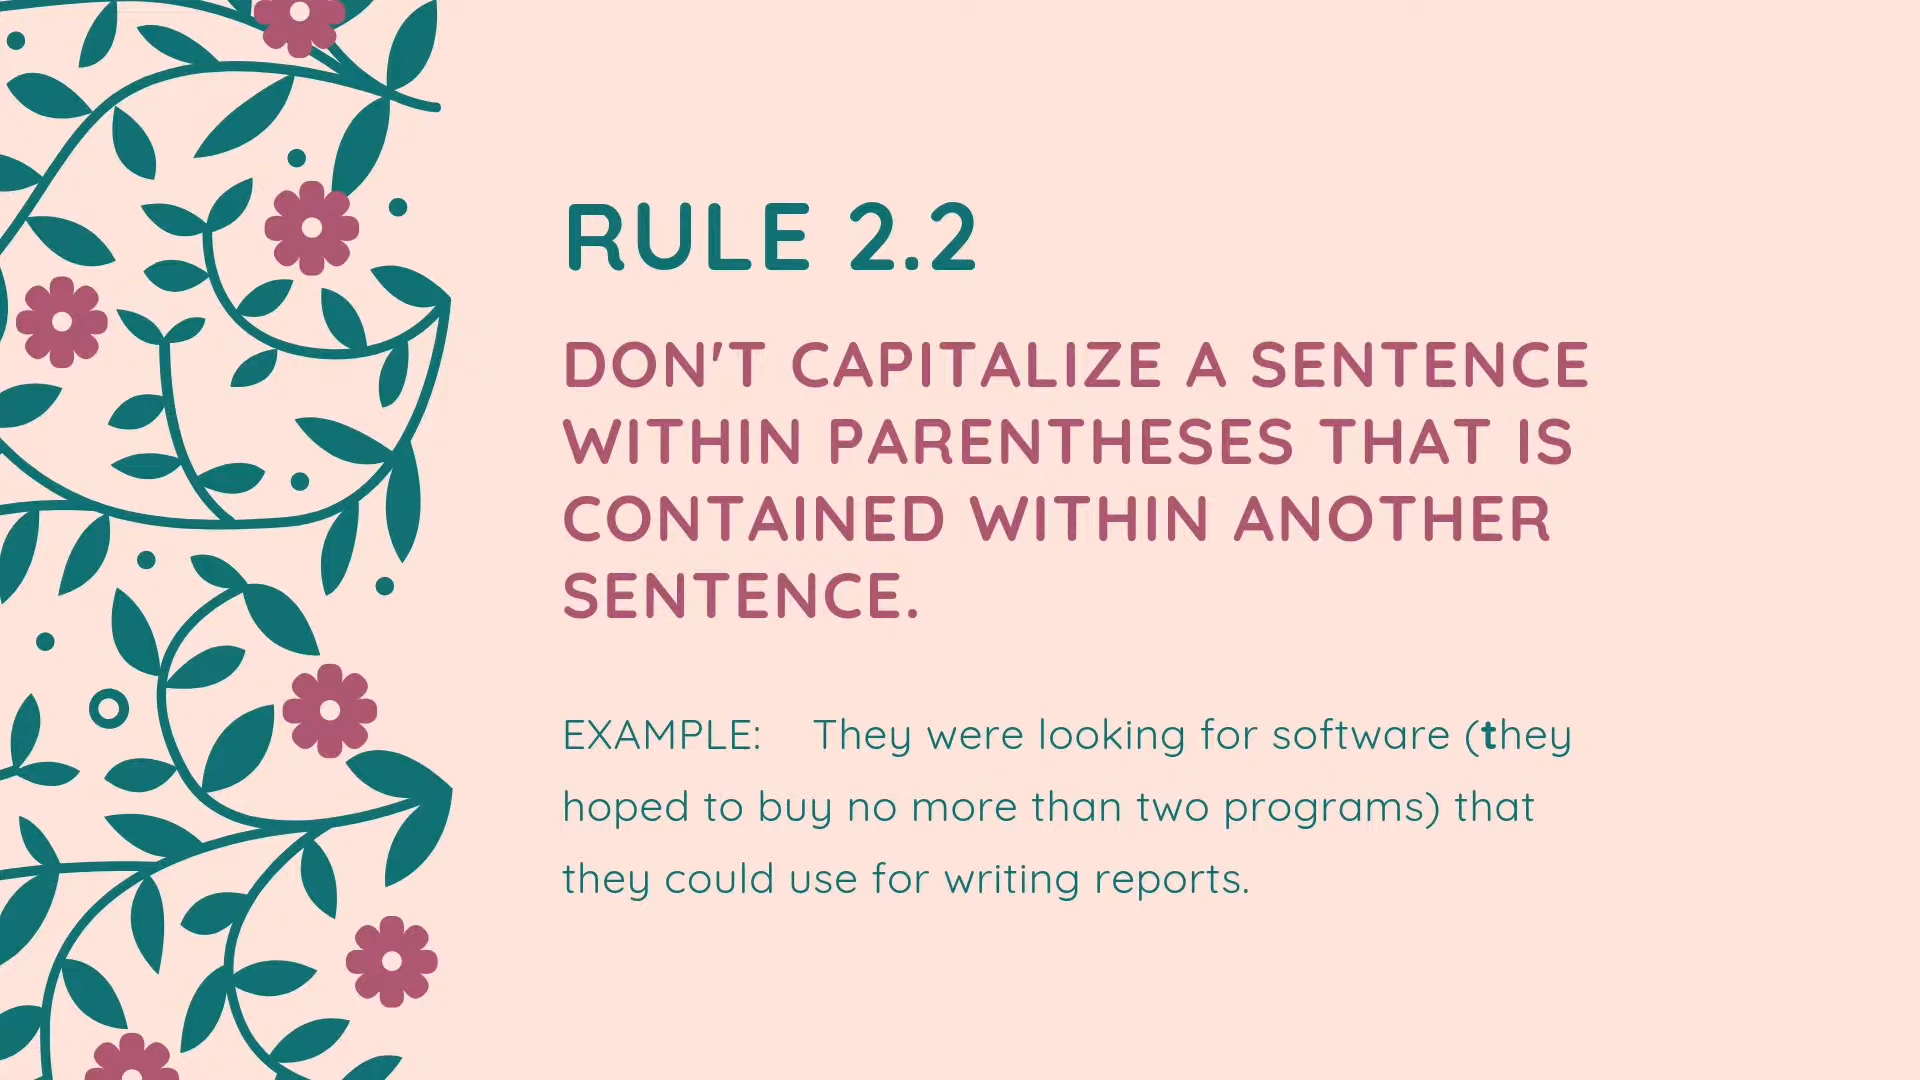 RULE 2.2
DON'T CAPITALIZE A SENTENCE
WITHIN PARENTHESES THAT IS
CONTAINED WITHIN ANOTHER
SENTENCE.
EXAMPLE: They were looking for software (they
hoped to buy no more than two programs) that
they could use for writing reports.